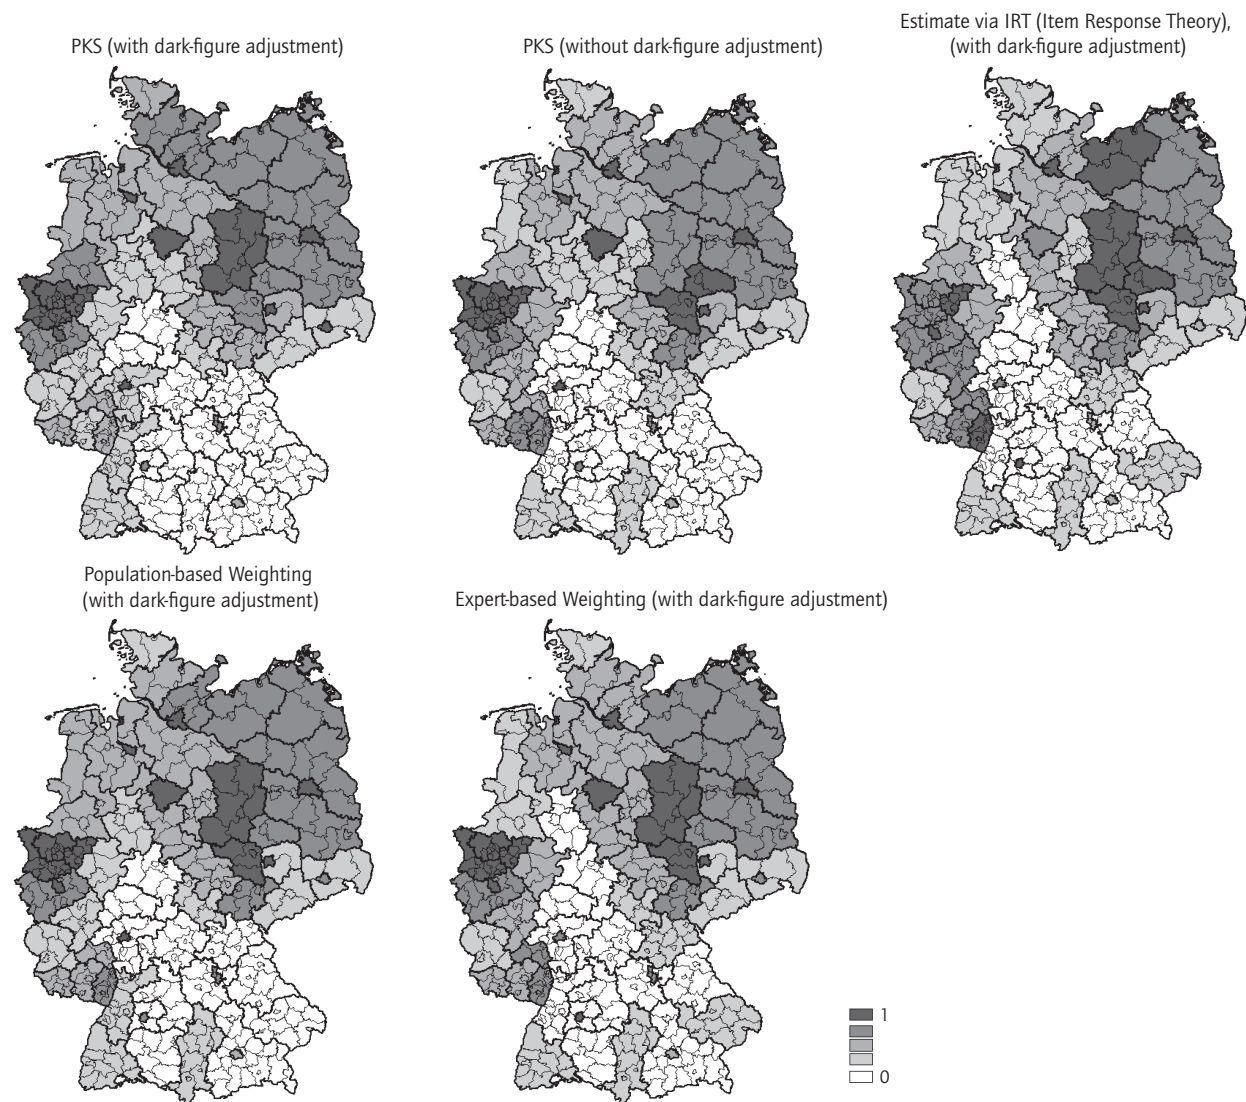 Estimate via IRT (Item Response Theory),
(with dark-figure adjustment)
PKS (with dark-figure adjustment)
PKS (without dark-figure adjustment)
Population-based Weighting
(with dark-figure adjustment)
Expert-based Weighting (with dark-figure adjustment)
1
0